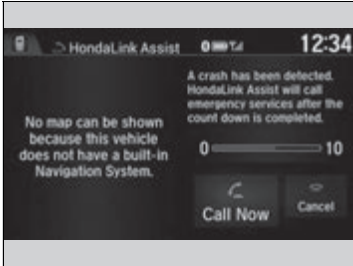 HondaLink Assist
12:34
A crash has been detected.
HondaLink Assist will call
emergency services after the
count down is completed.
No map can be shown
because this vehicle
does not have a built-in
Navigation System.
0 10
Call Now
Cancel